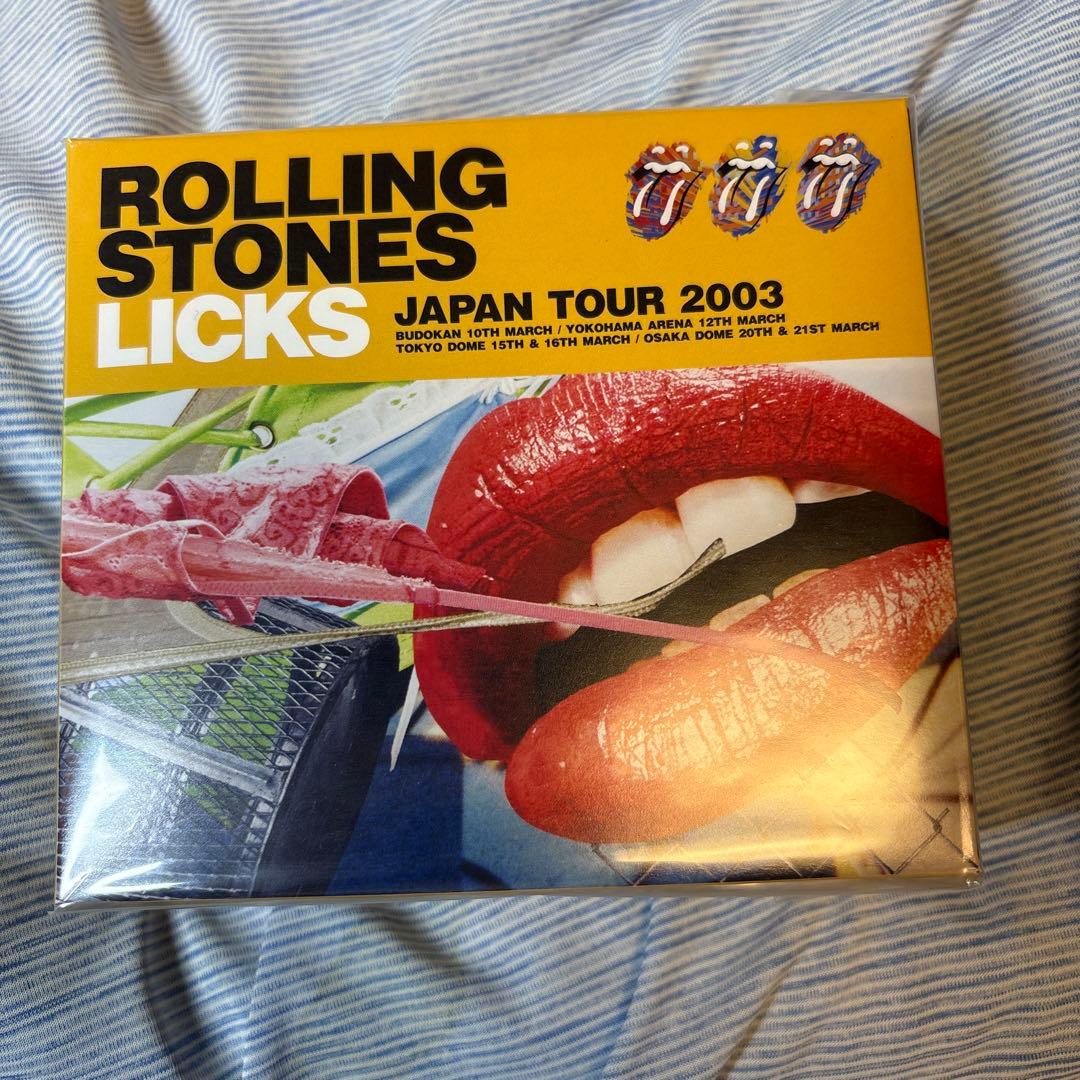 ROLLING
STONES
LICKS
JAPAN TOUR 2003
BUDOKAN 10TH MARCH / YOKOHAMA ARENA 12TH MARCH
TOKYO DOME 15TH & 16TH MARCH / OSAKA DOME 20TH & 21ST MARCH